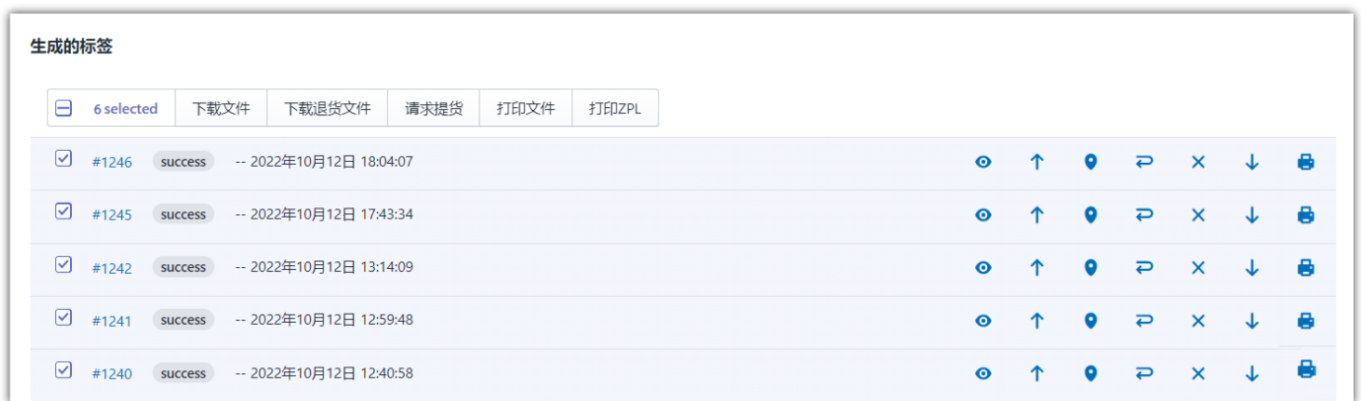 生成的标签
6 selected 下载文件 下载退货文件 请求提货 打印文件 打印ZPL
#1246 success -- 2022年10月12日 18:04:07
#1245 success -- 2022年10月12日 17:43:34
#1242 success -- 2022年10月12日 13:14:09
#1241 success -- 2022年10月12日 12:59:48
#1240 success -- 2022年10月12日 12:40:58